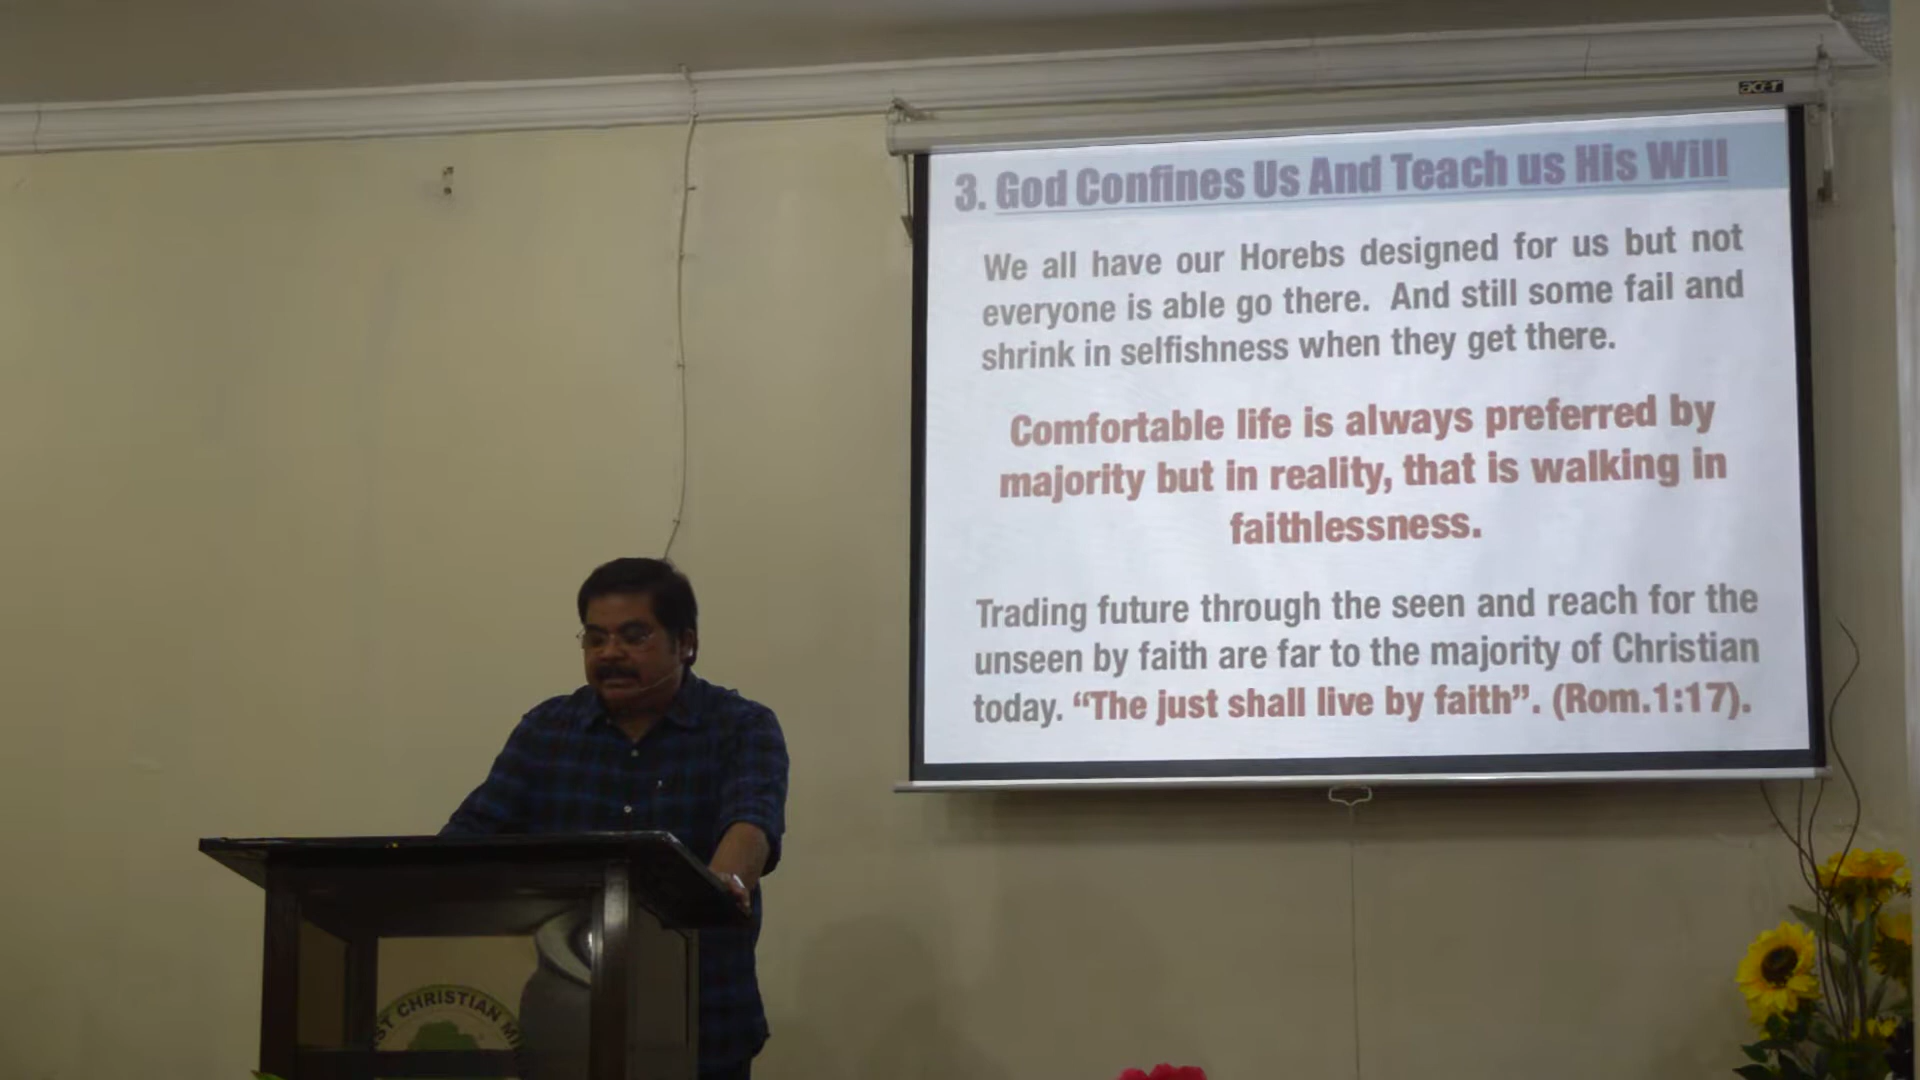 acer
3. God Confines Us And Teach us His Will
We all have our Horebs designed for us but not
everyone is able go there. And still some fail and
shrink in selfishness when they get there.
Comfortable life is always preferred by
majority but in reality, that is walking in
faithlessness.
Trading future through the seen and reach for the
unseen by faith are far to the majority of Christian
today. “The just shall live by faith”. (Rom.1:17).
CHRISTIAN